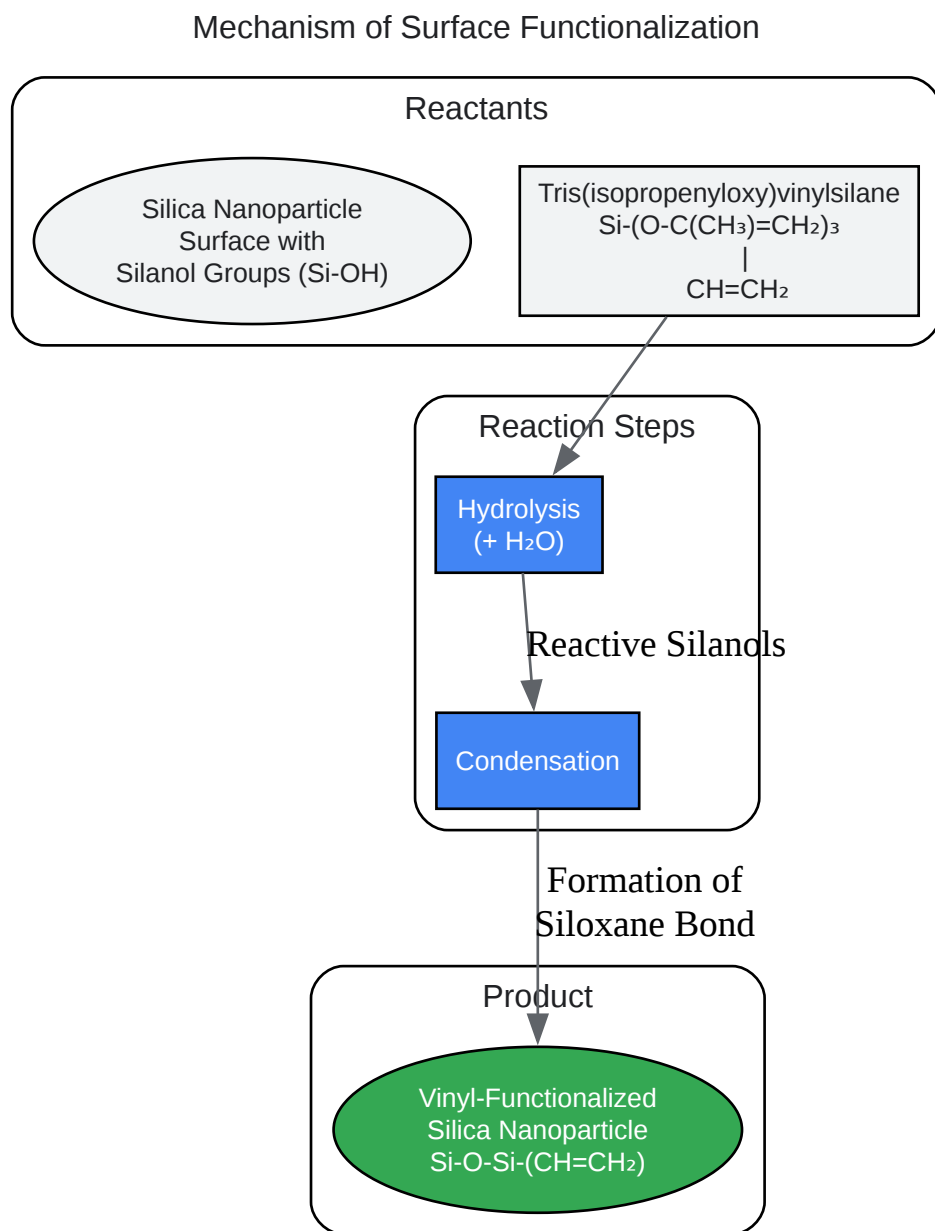 Mechanism of Surface Functionalization
Reactants
Silica Nanoparticle
Surface with
Silanol Groups (Si-OH)
Tris(isopropenyloxy)vinylsilane
Si-(O-C(CH₃)=CH₂)₃
|
CH=CH₂
Reaction Steps
Hydrolysis
(+ H₂O)
Reactive Silanols
Condensation
Formation of
Siloxane Bond
Product
Vinyl-Functionalized
Silica Nanoparticle
Si-O-Si-(CH=CH₂)